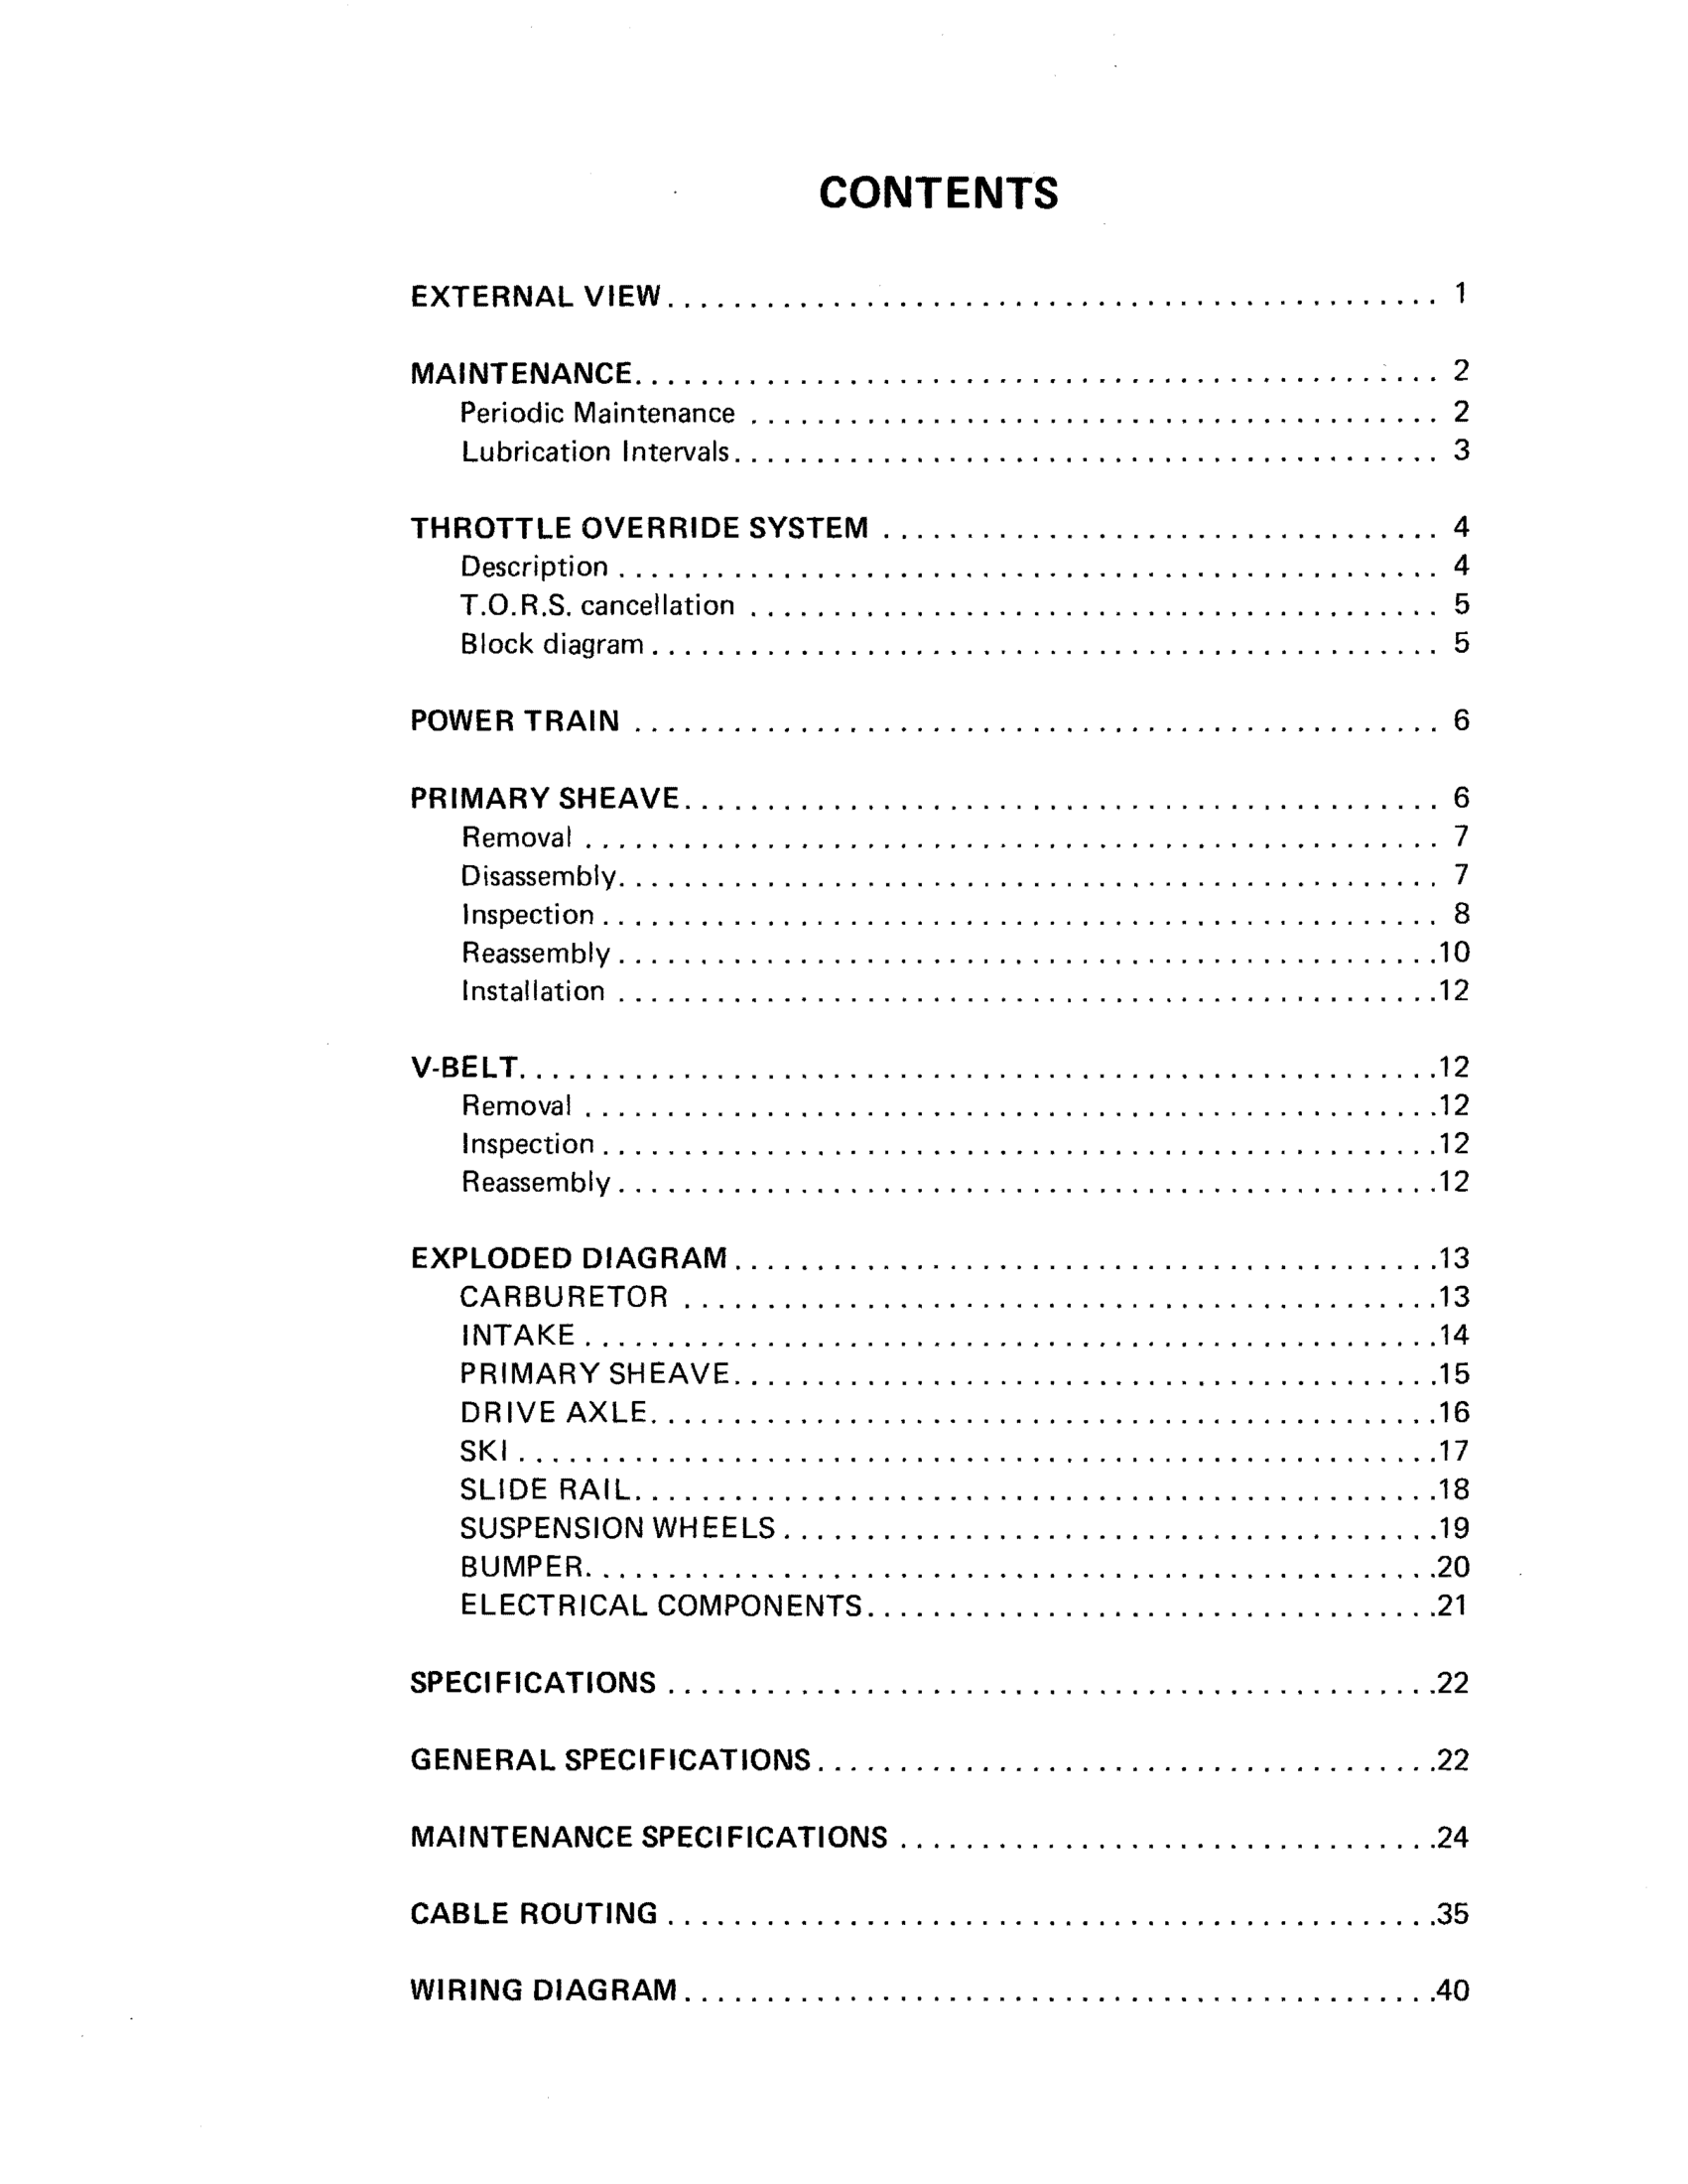 CONTENTS
EXTERNAL VIEW . . . . . . . . . . . . . . . . . . . . 1
MAINTENANCE . . . . . . . . . . . . . . . . . . . . 2
Periodic Maintenance . . . . . . . . . . . . . . . . . . . . 2
Lubrication Intervals . . . . . . . . . . . . . . . . . . . . 3
THROTTLE OVERRIDE SYSTEM . . . . . . . . . . . . . . . . . . . . 4
Description . . . . . . . . . . . . . . . . . . . . 4
T.O.R.S. cancellation . . . . . . . . . . . . . . . . . . . . 5
Block diagram . . . . . . . . . . . . . . . . . . . . 5
POWER TRAIN . . . . . . . . . . . . . . . . . . . . 6
PRIMARY SHEAVE . . . . . . . . . . . . . . . . . . . . 6
Removal . . . . . . . . . . . . . . . . . . . . 7
Disassembly . . . . . . . . . . . . . . . . . . . . 7
Inspection . . . . . . . . . . . . . . . . . . . . 8
Reassembly . . . . . . . . . . . . . . . . . . . . 10
Installation . . . . . . . . . . . . . . . . . . . . 12
V-BELT . . . . . . . . . . . . . . . . . . . . 12
Removal . . . . . . . . . . . . . . . . . . . . 12
Inspection . . . . . . . . . . . . . . . . . . . . 12
Reassembly . . . . . . . . . . . . . . . . . . . . 12
EXPLODED DIAGRAM . . . . . . . . . . . . . . . . . . . . 13
CARBURETOR . . . . . . . . . . . . . . . . . . . . 13
INTAKE . . . . . . . . . . . . . . . . . . . . 14
PRIMARY SHEAVE . . . . . . . . . . . . . . . . . . . . 15
DRIVE AXLE . . . . . . . . . . . . . . . . . . . . 16
SKI . . . . . . . . . . . . . . . . . . . . 17
SLIDE RAIL . . . . . . . . . . . . . . . . . . . . 18
SUSPENSION WHEELS . . . . . . . . . . . . . . . . . . . . 19
BUMPER . . . . . . . . . . . . . . . . . . . . 20
ELECTRICAL COMPONENTS . . . . . . . . . . . . . . . . . . . . 21
SPECIFICATIONS . . . . . . . . . . . . . . . . . . . . 22
GENERAL SPECIFICATIONS . . . . . . . . . . . . . . . . . . . . 22
MAINTENANCE SPECIFICATIONS . . . . . . . . . . . . . . . . . . . . 24
CABLE ROUTING . . . . . . . . . . . . . . . . . . . . 35
WIRING DIAGRAM . . . . . . . . . . . . . . . . . . . . 40